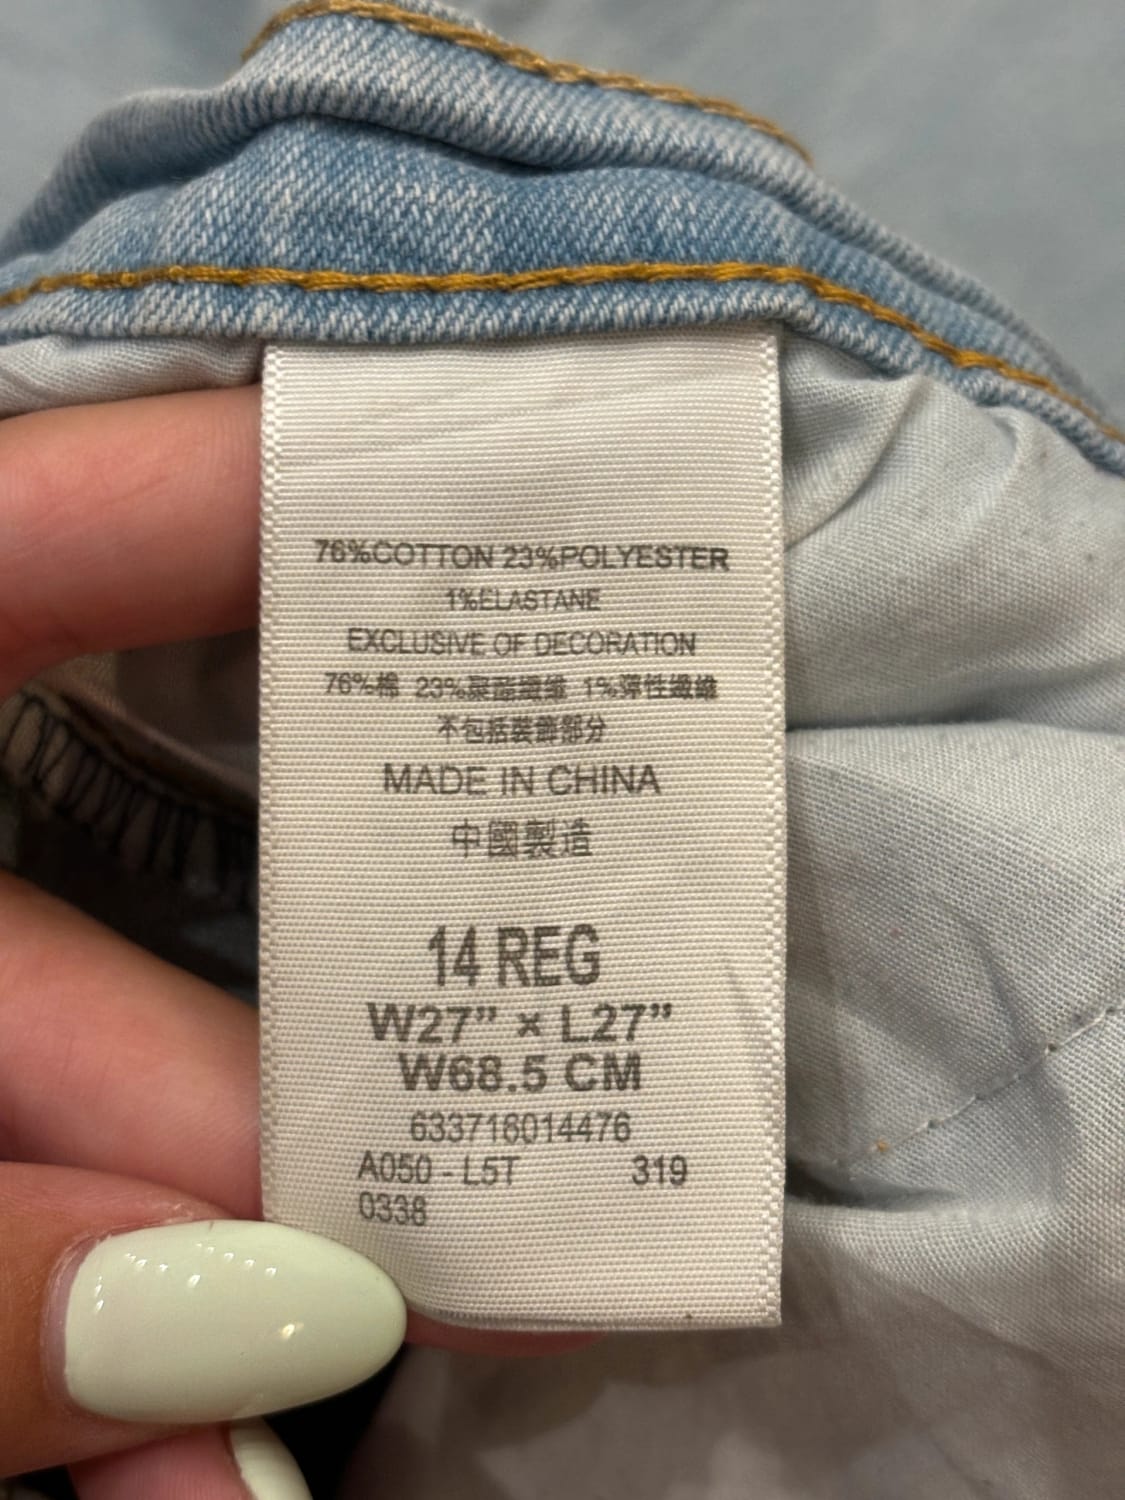 76%COTTON 23%POLYESTER
1%ELASTANE
EXCLUSIVE OF DECORATION
76%棉 23%聚酯纖維 1%彈性纖維
不包括裝飾部分
MADE IN CHINA
中國製造
14 REG
W27” × L27”
W68.5 CM
633718014476
A050 - L5T 319
0338